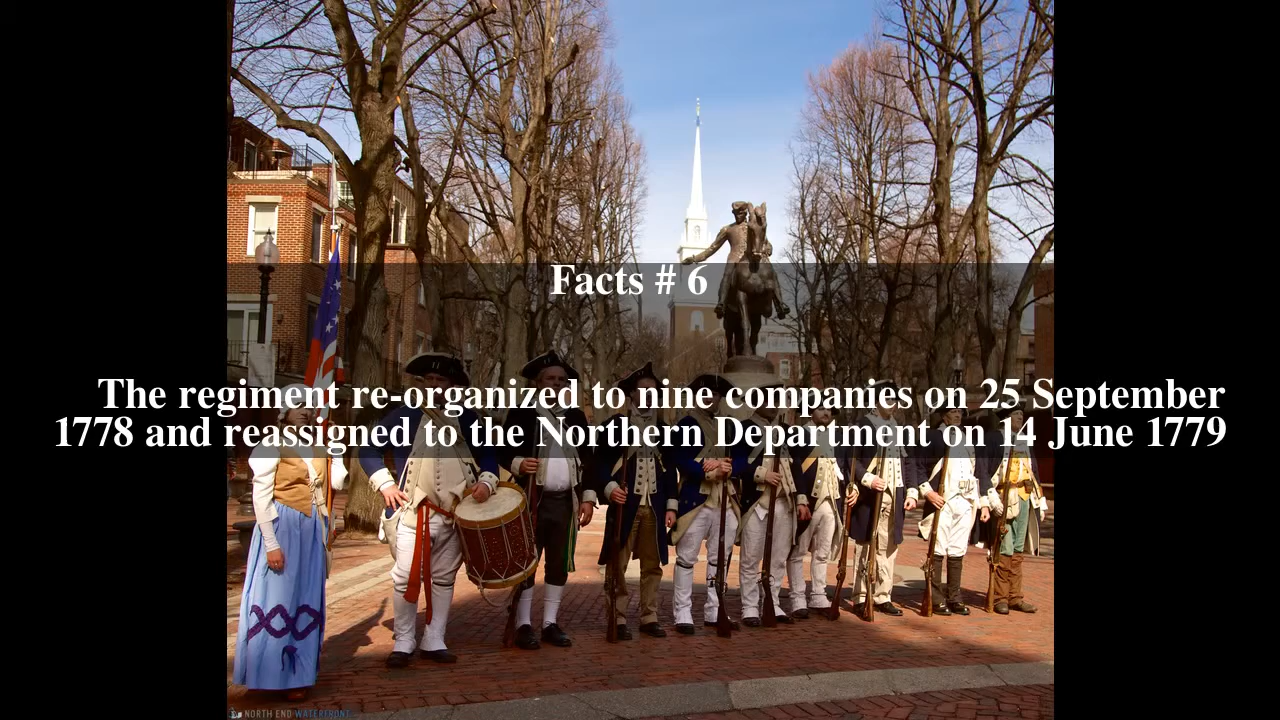 Facts # 6
The regiment re-organized to nine companies on 25 September
1778 and reassigned to the Northern Department on 14 June 1779
NORTH END WATERFRONT